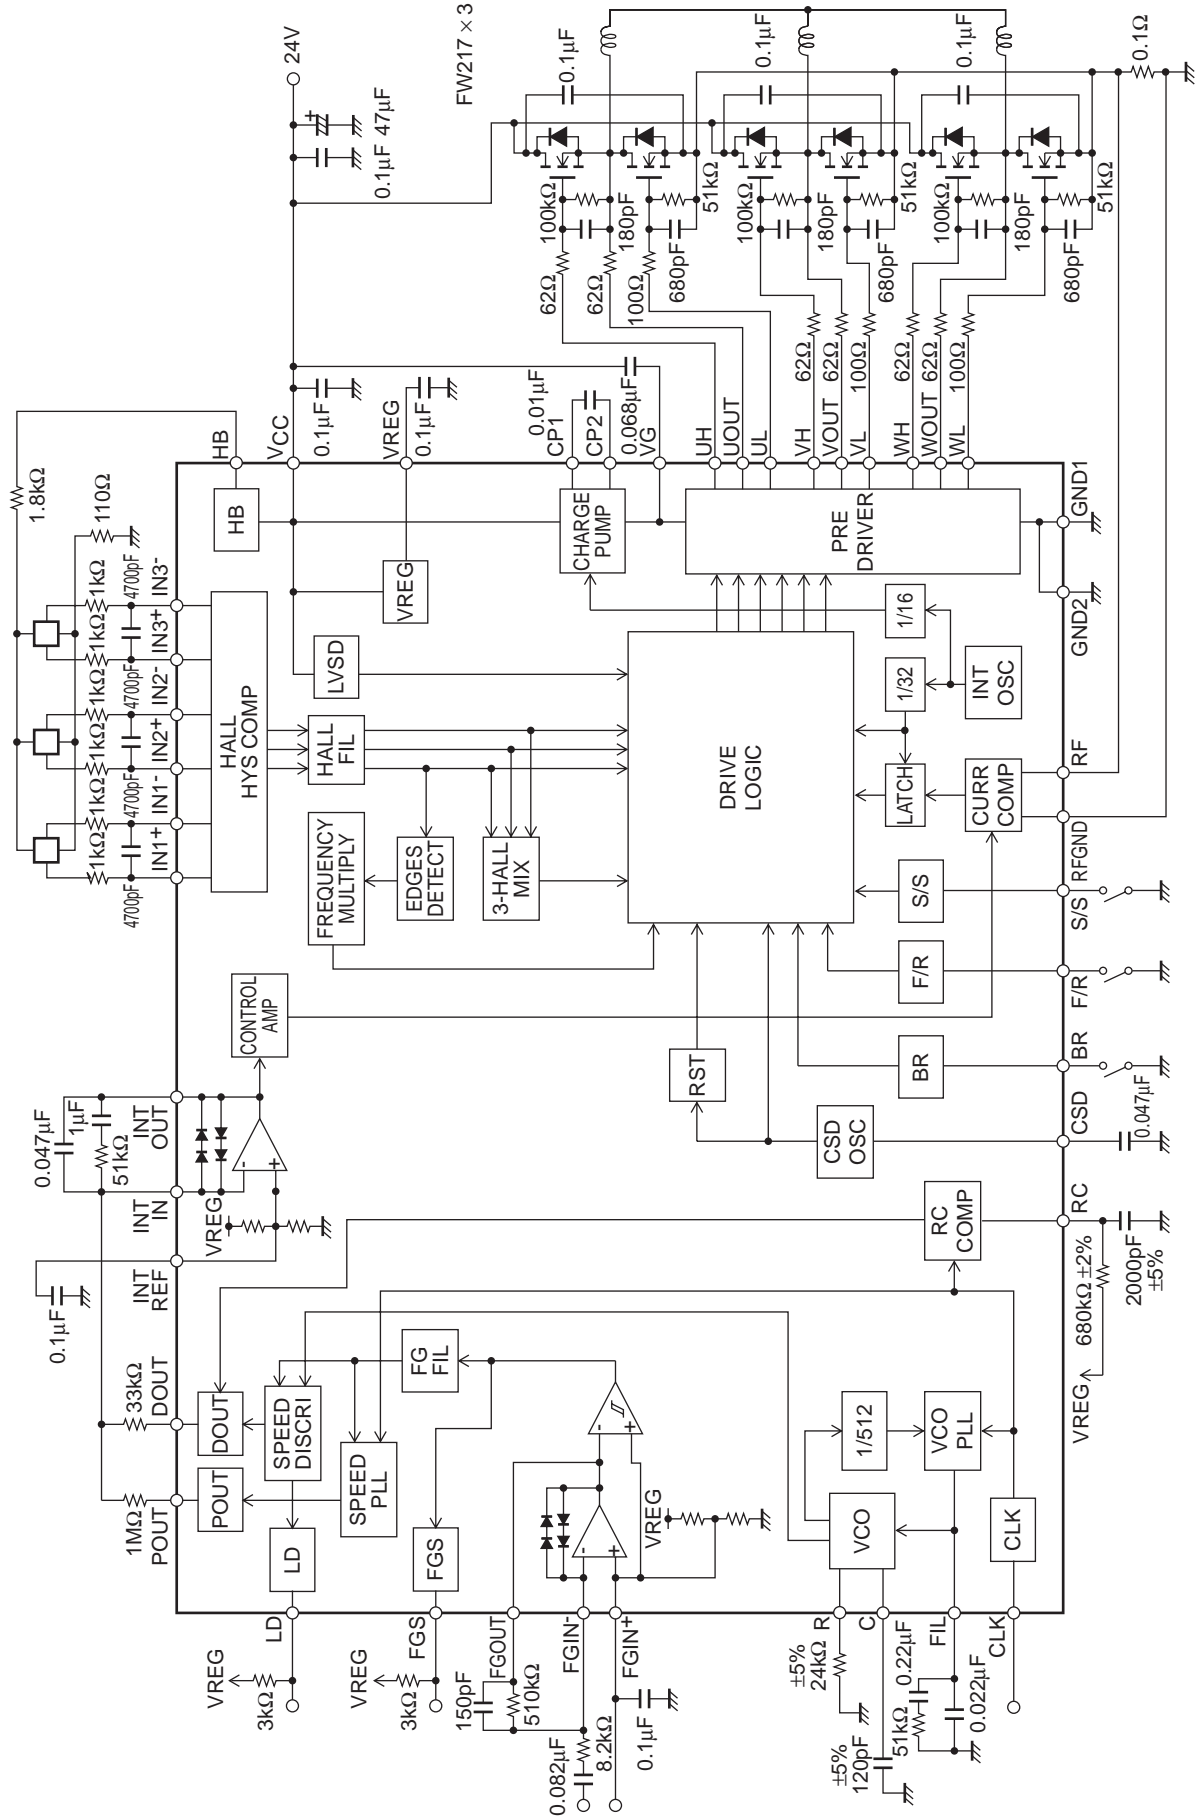 FW217 × 3
24V
47μF
0.1μF
0.1μF
0.1μF
0.1μF
0.1Ω
100kΩ
180pF
51kΩ
100kΩ
180pF
51kΩ
100kΩ
180pF
51kΩ
62Ω
62Ω
100Ω
680pF
680pF
680pF
62Ω
62Ω
100Ω
62Ω
62Ω
100Ω
0.1μF
0.1μF
0.01μF
0.068μF
1.8kΩ
110Ω
HB
VCC
VREG
CP1
CP2
VG
UH
UOUT
UL
VH
VOUT
VL
WH
WOUT
WL
1kΩ
1kΩ
1kΩ
1kΩ
1kΩ
1kΩ
4700pF
4700pF
4700pF
IN1+
IN1-
IN2+
IN2-
IN3+
IN3-
4700pF
HALL
HYS COMP
HB
VREG
LVSD
CHARGE
PUMP
PRE
DRIVER
GND1
GND2
HALL
FIL
FREQUENCY
MULTIPLY
EDGES
DETECT
3-HALL
MIX
DRIVE
LOGIC
1/16
1/32
INT
OSC
LATCH
CURR
COMP
RF
RFGND
S/S
S/S
F/R
F/R
BR
BR
CONTROL
AMP
RST
CSD
OSC
CSD
0.047μF
0.047μF
1μF
51kΩ
INT
OUT
INT
IN
INT
REF
0.1μF
VREG
-
+
RC
COMP
RC
680kΩ ±2%
2000pF
±5%
VREG
33kΩ
DOUT
1MΩ
POUT
DOUT
POUT
SPEED
DISCRI
SPEED
PLL
FG
FIL
LD
FGS
VREG
-
+
-
+
1/512
VCO
PLL
VCO
CLK
LD
FGS
FGOUT
FGIN-
FGIN+
R
C
FIL
CLK
VREG
3kΩ
VREG
3kΩ
150pF
510kΩ
0.082μF
8.2kΩ
0.1μF
±5%
24kΩ
±5%
120pF
51kΩ
0.22μF
0.022μF